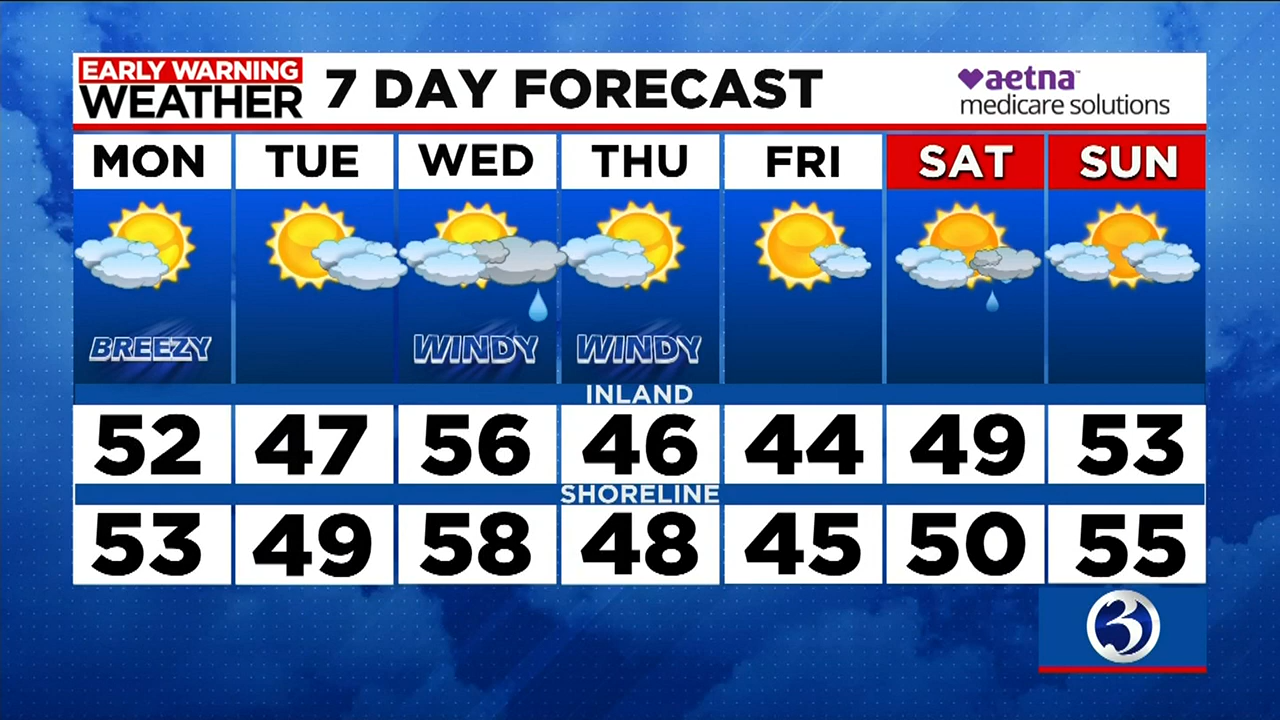 EARLY WARNING
WEATHER
7 DAY FORECAST
aetna™
medicare solutions
MON TUE WED THU FRI SAT SUN
BREEZY WINDY WINDY
INLAND
52 47 56 46 44 49 53
SHORELINE
53 49 58 48 45 50 55
3